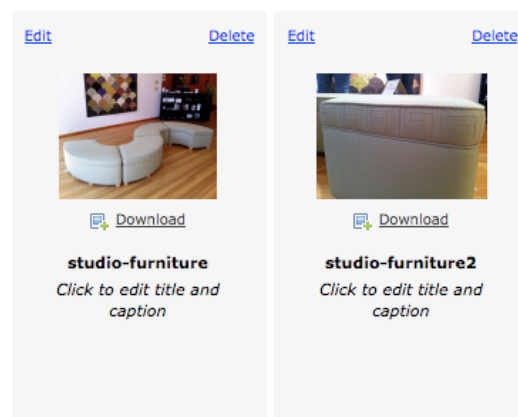 Edit Delete
Download
studio-furniture
Click to edit title and
caption
Edit Delete
Download
studio-furniture2
Click to edit title and
caption